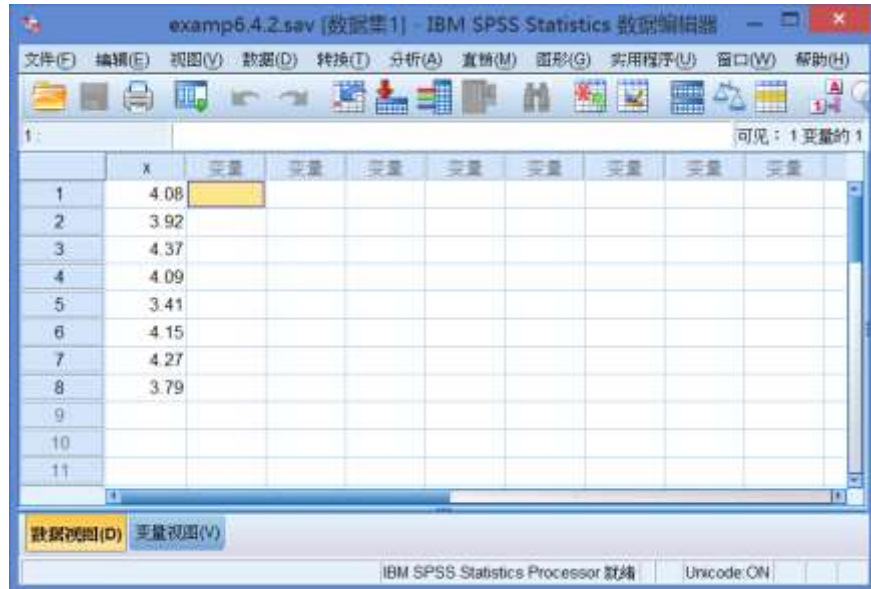 examp6.4.2.sav [数据集1] - IBM SPSS Statistics 数据编辑器
文件(F) 编辑(E) 视图(V) 数据(D) 转换(T) 分析(A) 直销(M) 图形(G) 实用程序(U) 窗口(W) 帮助(H)
1 : 可见: 1 变量的 1
x 变量 变量 变量 变量 变量 变量 变量 变量
1 4.08
2 3.92
3 4.37
4 4.09
5 3.41
6 4.15
7 4.27
8 3.79
9
10
11
数据视图(D) 变量视图(V)
IBM SPSS Statistics Processor 就绪 Unicode:ON